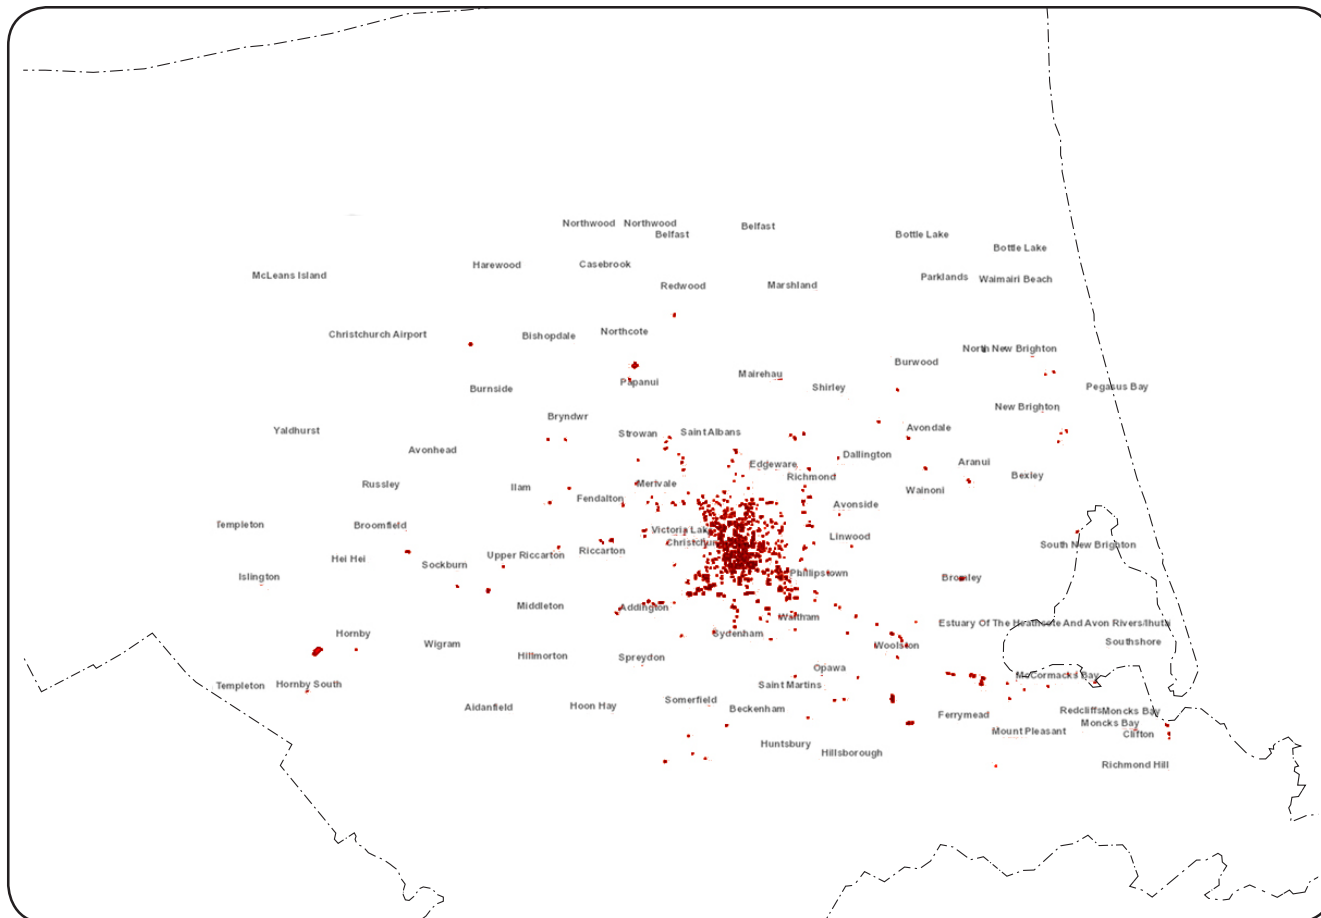 Northwood
Northwood
Belfast
Belfast
Bottle Lake
Bottle Lake
McLeans Island
Harewood
Casebrook
Redwood
Marshland
Parklands
Waimairi Beach
Christchurch Airport
Bishopdale
Northcote
North New Brighton
Burwood
Mairehau
Papanui
Burnside
Shirley
Pegasus Bay
New Brighton
Bryndwr
Yaldhurst
Strowan
Saint Albans
Avondale
Avonhead
Dallington
Edgeware
Aranui
Richmond
Bexley
Russley
Ilam
Merivale
Wainoni
Fendalton
Avonside
Templeton
Broomfield
Victoria Lake
Linwood
Christchur
South New Brighton
Hei Hei
Upper Riccarton
Riccarton
Sockburn
Islington
Phillipstown
Bromley
Middleton
Addington
Waltham
Estuary Of The Heathcote And Avon Rivers/Ihutai
Hornby
Sydenham
Wigram
Woolston
Southshore
Hillmorton
Spreydon
Opawa
McCormacks Bay
Templeton
Hornby South
Saint Martins
Somerfield
Aidanfield
Hoon Hay
Beckenham
Ferrymead
Redcliffs
Moncks Bay
Moncks Bay
Mount Pleasant
Clifton
Huntsbury
Hillsborough
Richmond Hill